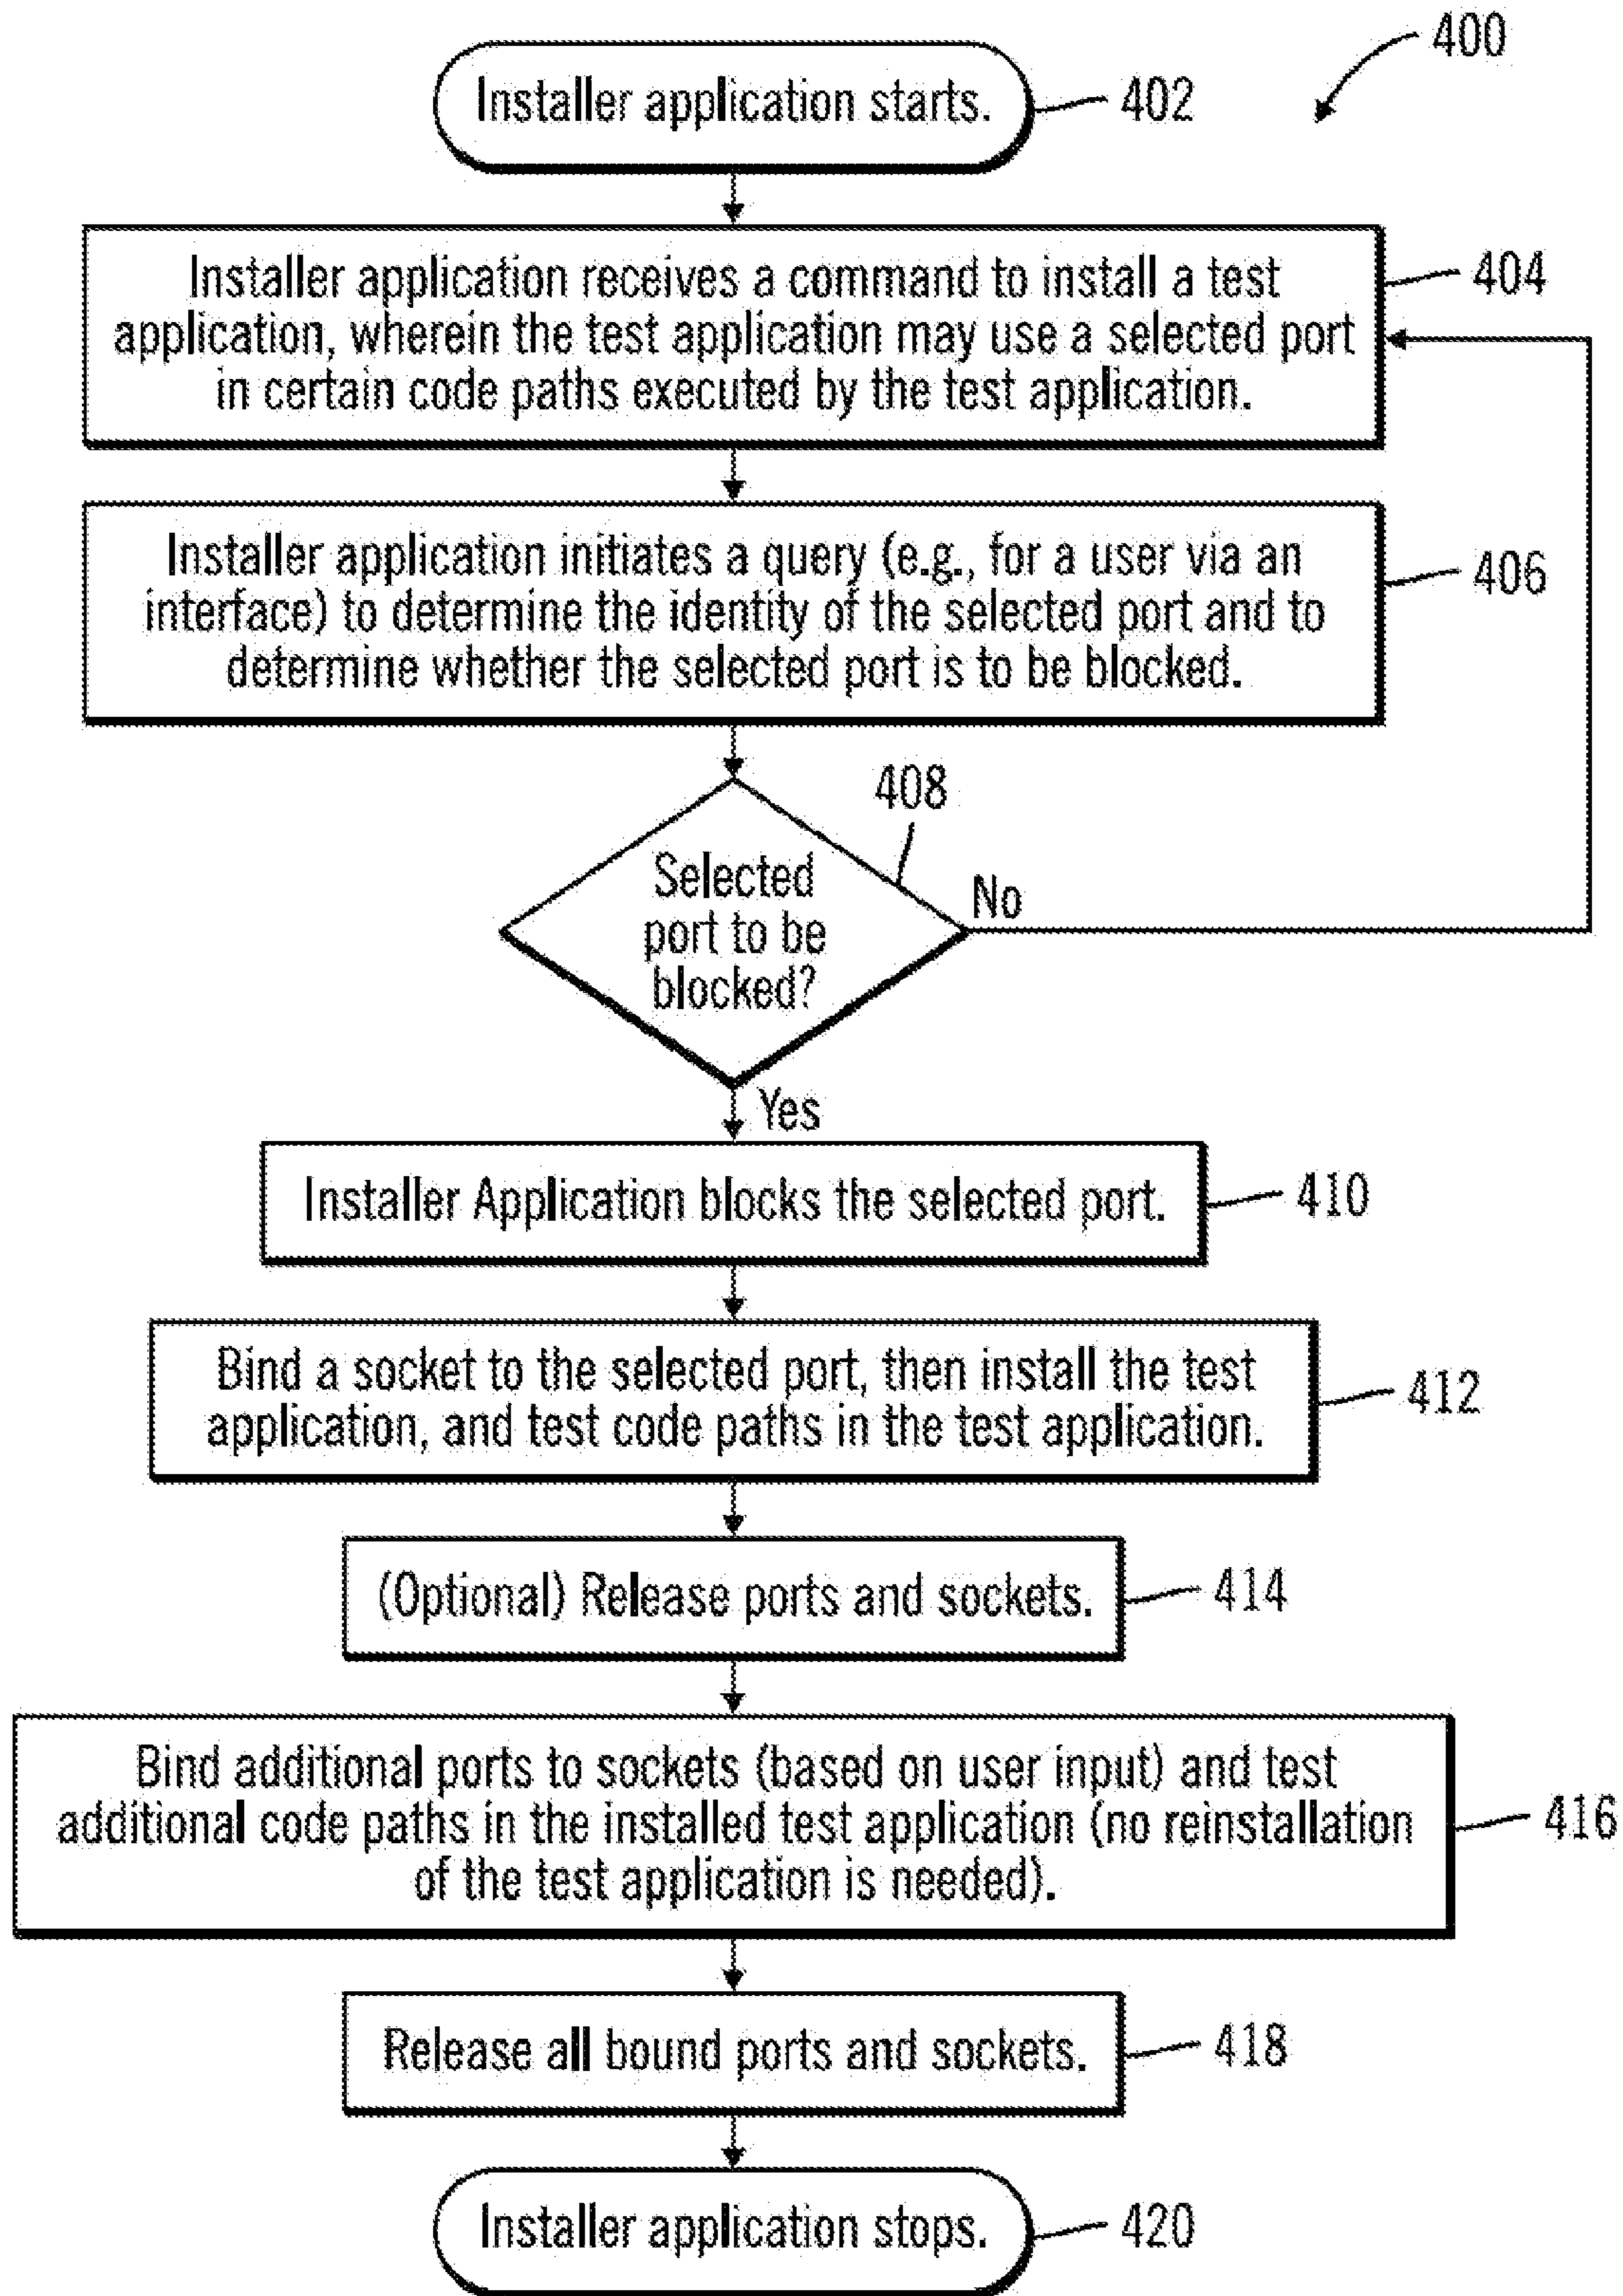 400
Installer application starts.
402
Installer application receives a command to install a test
application, wherein the test application may use a selected port
in certain code paths executed by the test application.
404
Installer application initiates a query (e.g., for a user via an
interface) to determine the identity of the selected port and to
determine whether the selected port is to be blocked.
406
408
Selected
port to be
blocked?
No
Yes
Installer Application blocks the selected port.
410
Bind a socket to the selected port, then install the test
application, and test code paths in the test application.
412
(Optional) Release ports and sockets.
414
Bind additional ports to sockets (based on user input) and test
additional code paths in the installed test application (no reinstallation
of the test application is needed).
416
Release all bound ports and sockets.
418
Installer application stops.
420